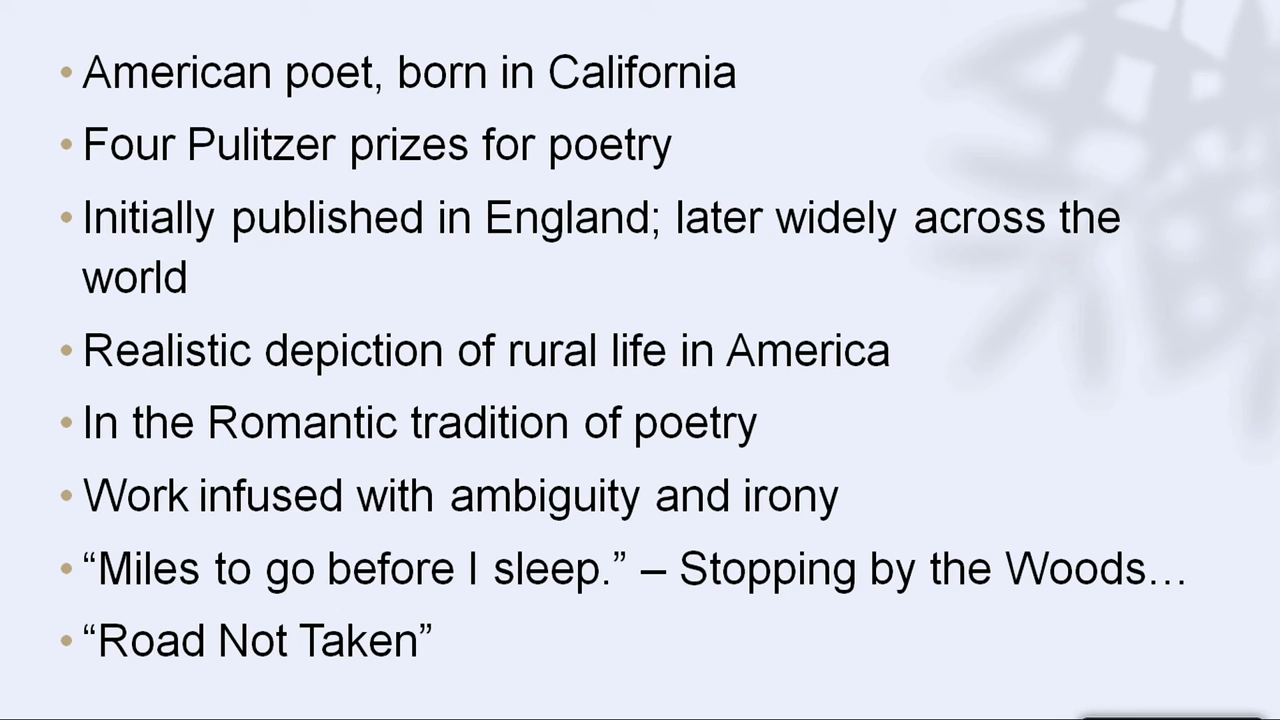 • American poet, born in California
• Four Pulitzer prizes for poetry
• Initially published in England; later widely across the
world
• Realistic depiction of rural life in America
• In the Romantic tradition of poetry
• Work infused with ambiguity and irony
• “Miles to go before I sleep.” – Stopping by the Woods…
• “Road Not Taken”